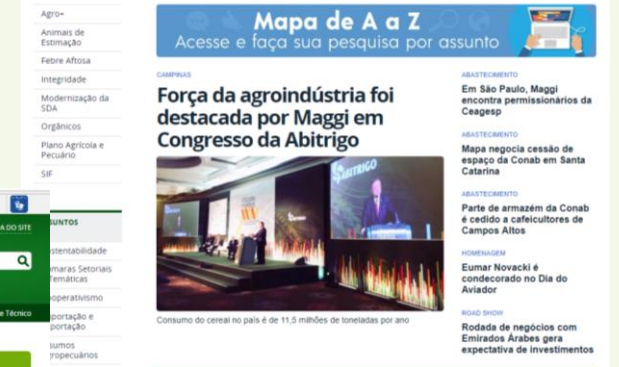 Agro+
Animais de
Estimação
Febre Aftosa
Integridade
Modernização da
SDA
Orgânicos
Plano Agrícola e
Pecuário
SIF
A DO SITE
SUNTOS
stentabilidade
maras Setoriais
Temáticas
ooperativismo
e Técnico
portação e
portação
sumos
ropecuários
Mapa de A a Z
Acesse e faça sua pesquisa por assunto
CAMPINAS
Força da agroindústria foi
destacada por Maggi em
Congresso da Abitrigo
ABITRIGO
Consumo do cereal no país é de 11,5 milhões de toneladas por ano
ABASTECIMENTO
Em São Paulo, Maggi
encontra permissionários da
Ceagesp
ABASTECIMENTO
Mapa negocia cessão de
espaço da Conab em Santa
Catarina
ABASTECIMENTO
Parte de armazém da Conab
é cedido a cafeicultores de
Campos Altos
HOMENAGEM
Eumar Novacki é
condecorado no Dia do
Aviador
ROAD SHOW
Rodada de negócios com
Emirados Árabes gera
expectativa de investimentos